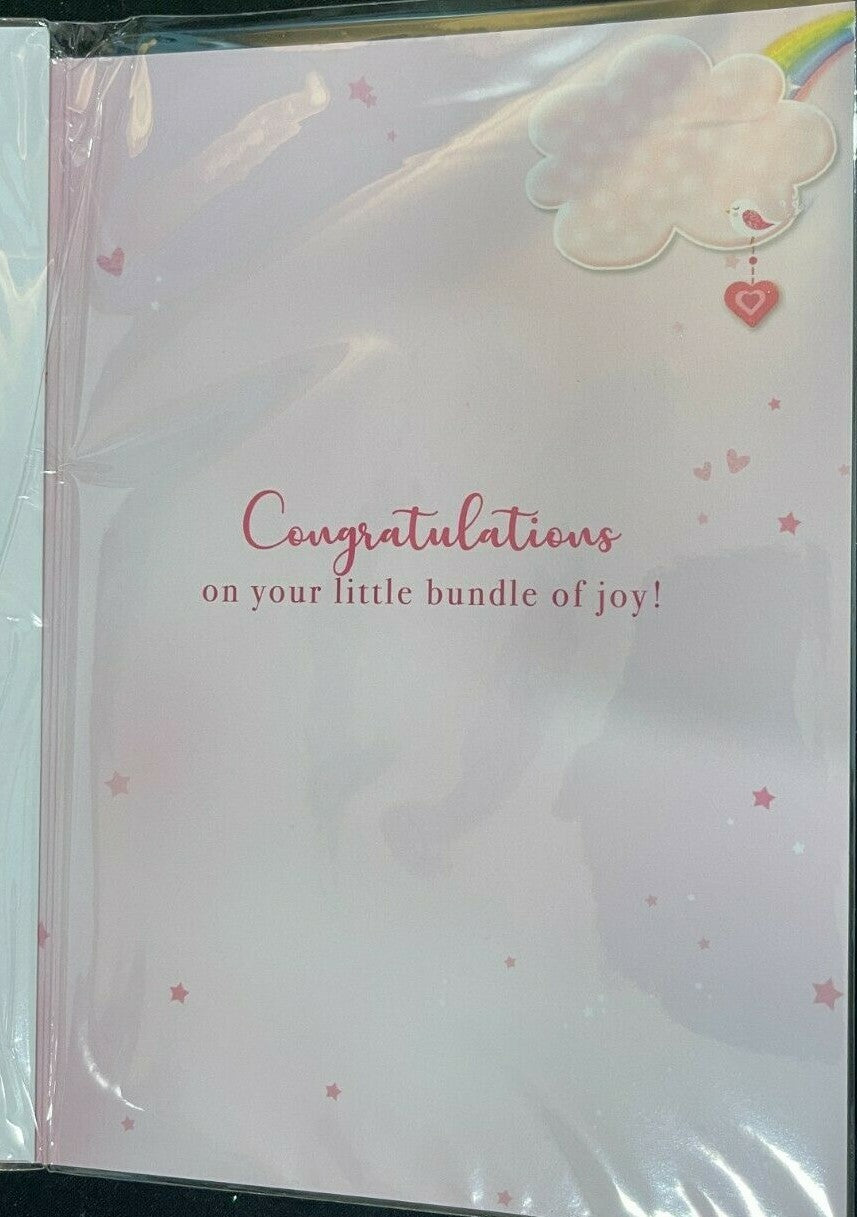 Congratulations
on your little bundle of joy!